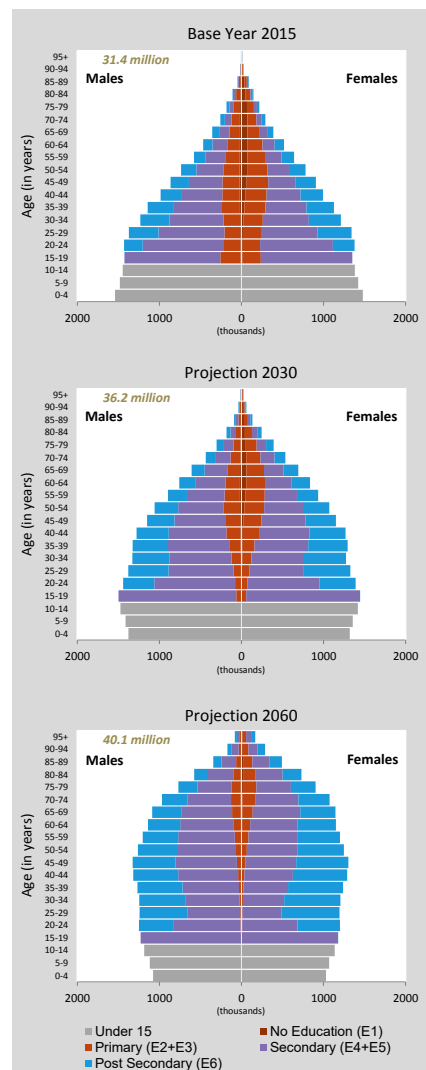 Base Year 2015
31.4 million
Males
Females
Age (in years)
95+
90-94
85-89
80-84
75-79
70-74
65-69
60-64
55-59
50-54
45-49
40-44
35-39
30-34
25-29
20-24
15-19
10-14
5-9
0-4
2000 1000 0 1000 2000
(thousands)
Projection 2030
36.2 million
Males
Females
Age (in years)
95+
90-94
85-89
80-84
75-79
70-74
65-69
60-64
55-59
50-54
45-49
40-44
35-39
30-34
25-29
20-24
15-19
10-14
5-9
0-4
2000 1000 0 1000 2000
(thousands)
Projection 2060
40.1 million
Males
Females
Age (in years)
95+
90-94
85-89
80-84
75-79
70-74
65-69
60-64
55-59
50-54
45-49
40-44
35-39
30-34
25-29
20-24
15-19
10-14
5-9
0-4
2000 1000 0 1000 2000
(thousands)
Under 15 No Education (E1)
Primary (E2+E3) Secondary (E4+E5)
Post Secondary (E6)